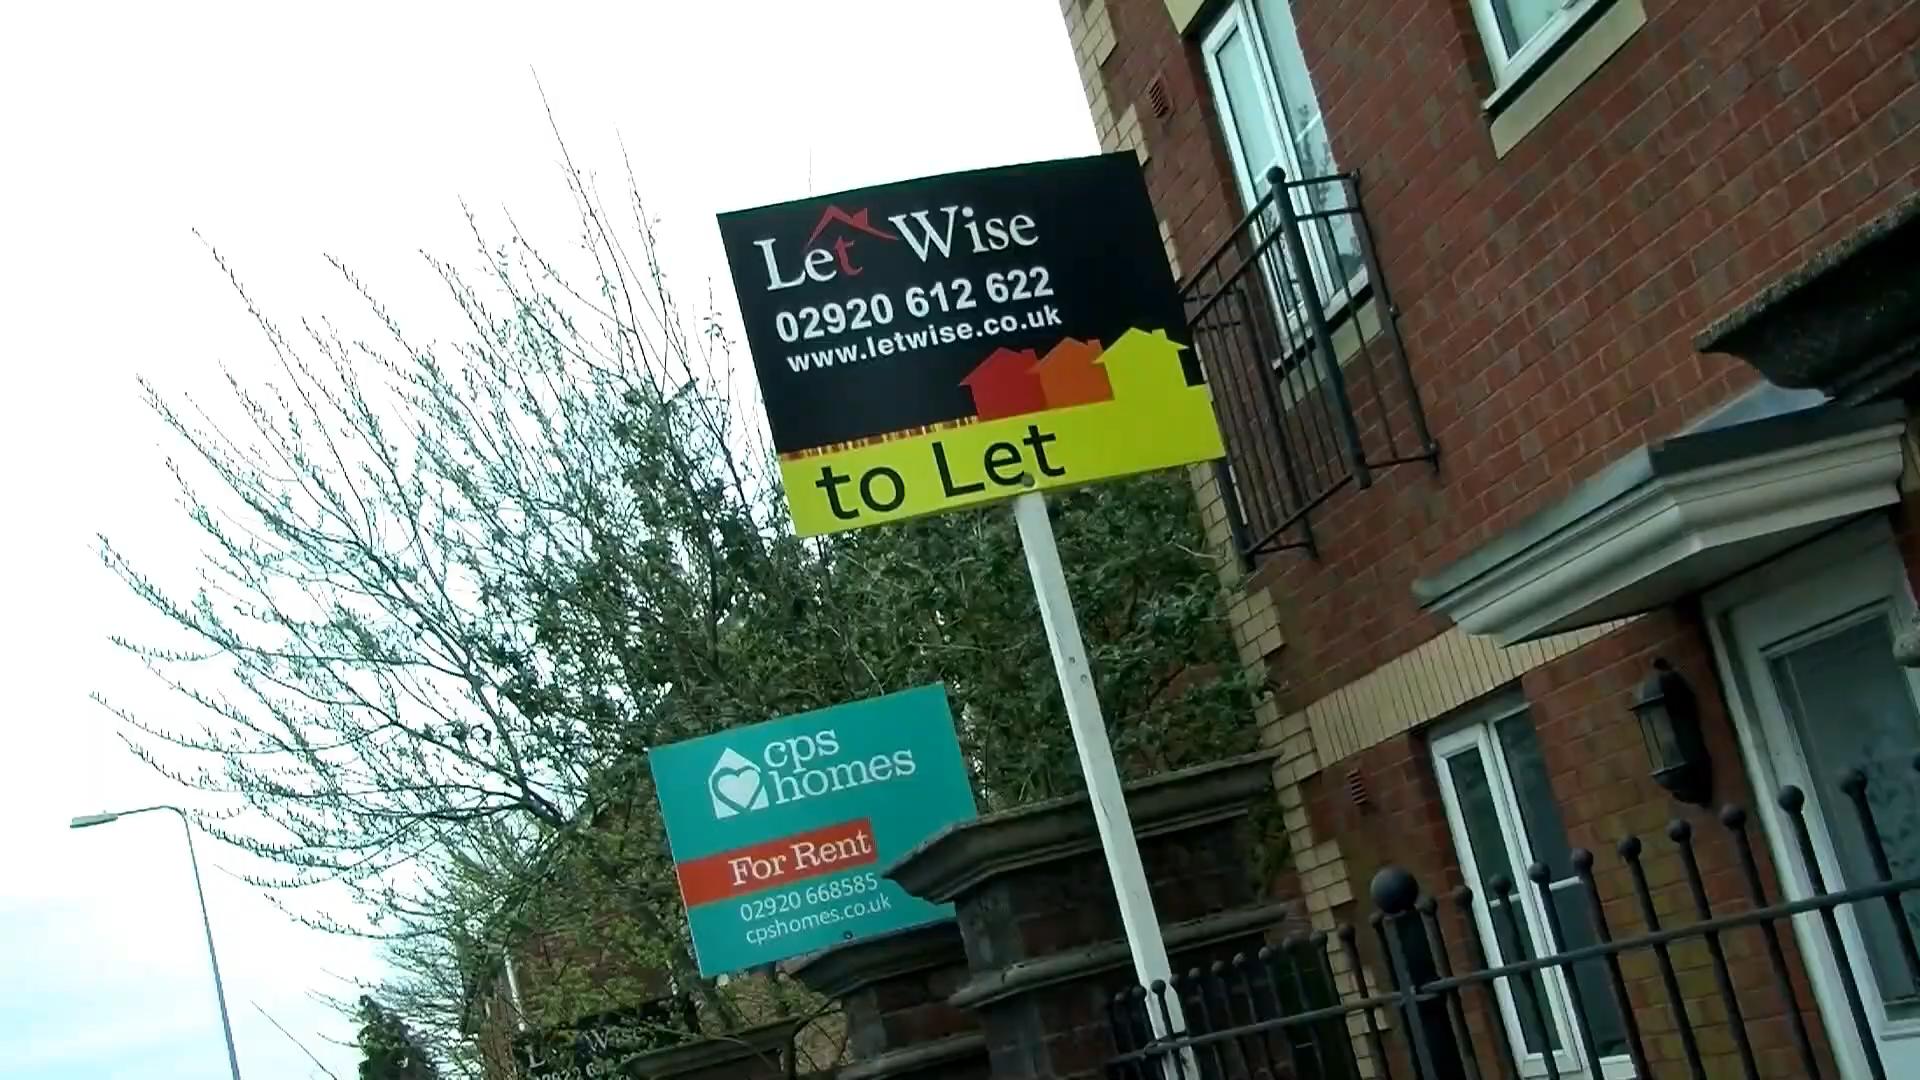 Let Wise
02920 612 622
www.letwise.co.uk
to Let
cps
homes
For Rent
02920 668585
cpshomes.co.uk